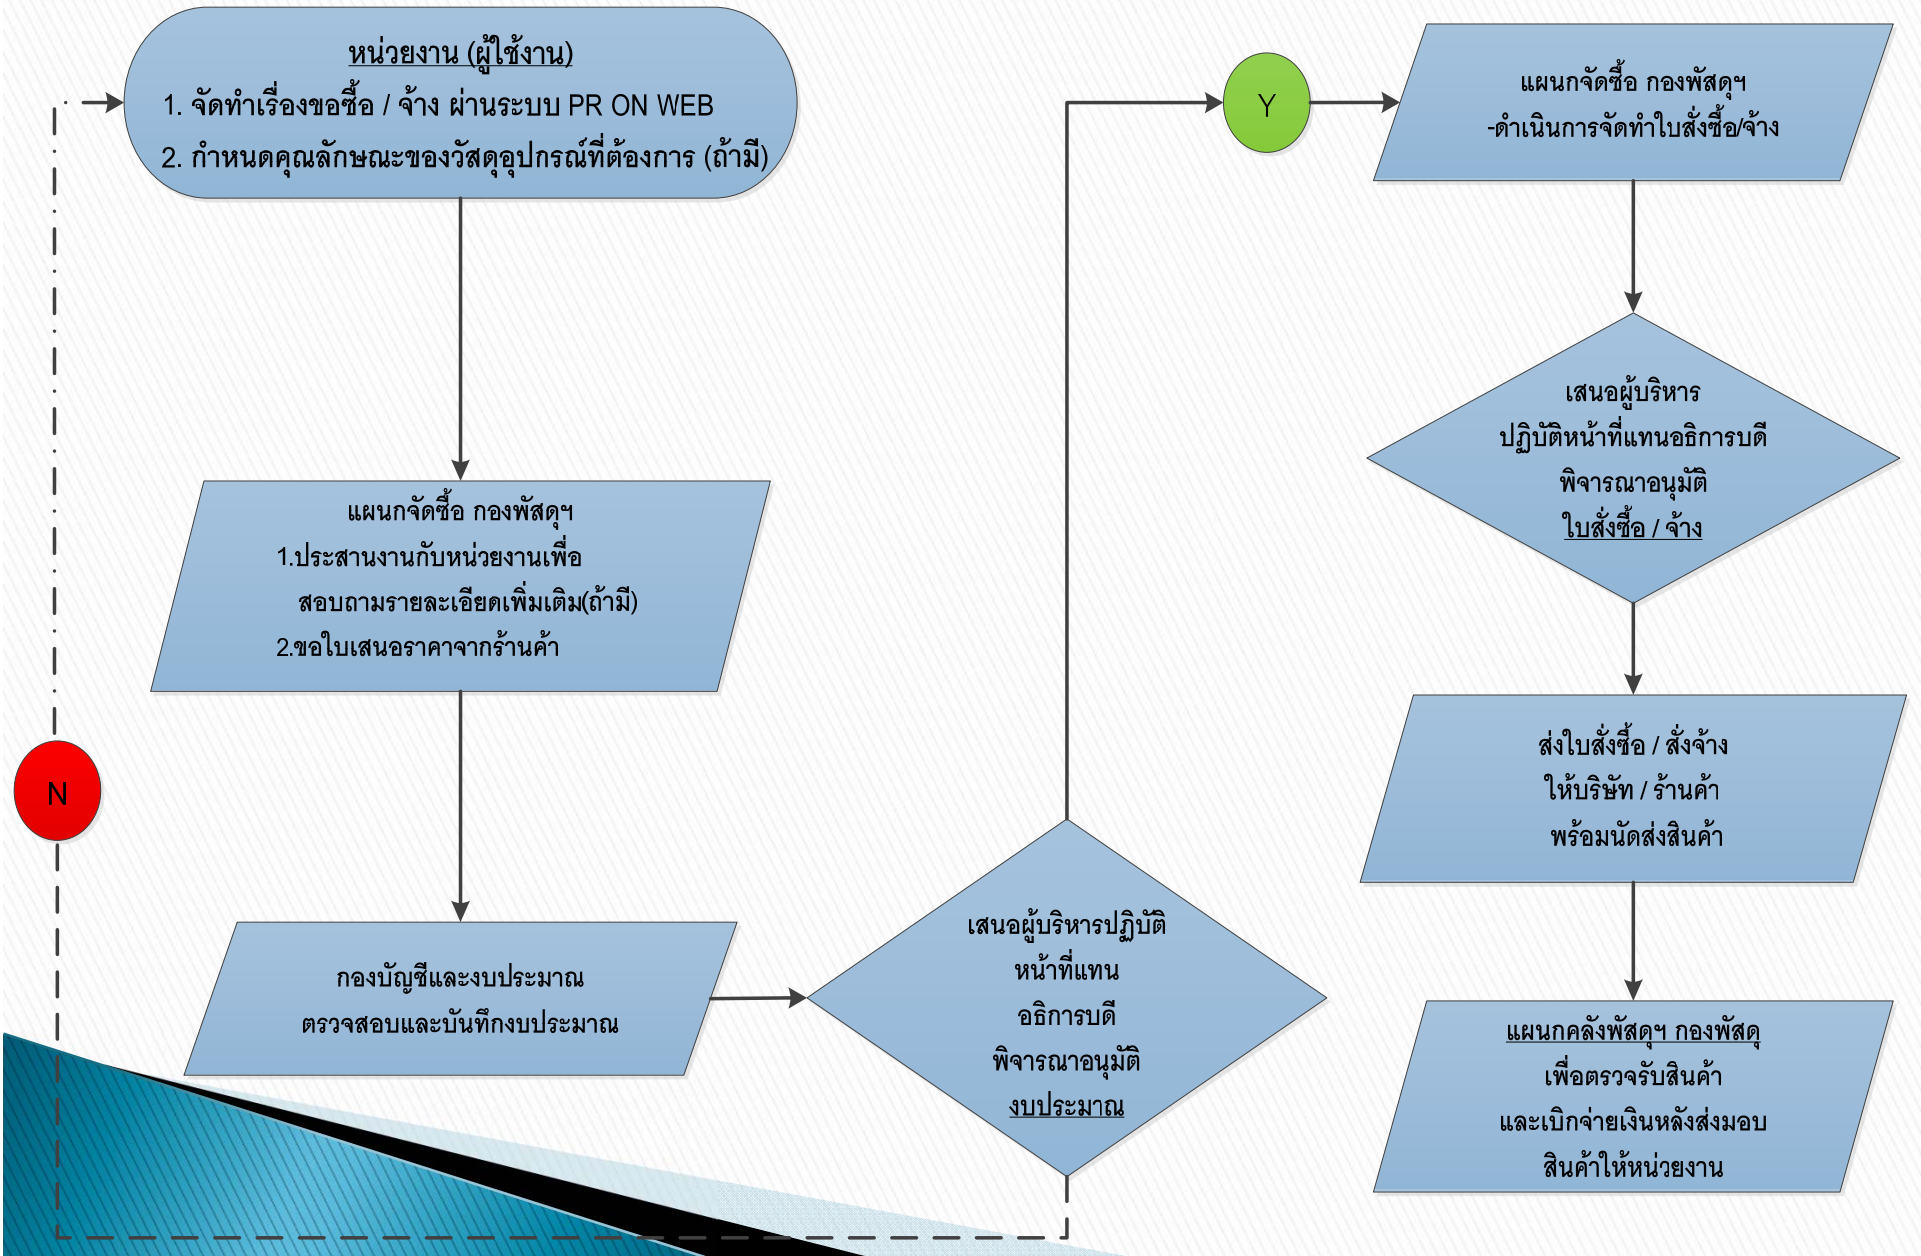 หน่วยงาน (ผู้ใช้งาน)
1. จัดทำเรื่องขอซื้อ / จ้าง ผ่านระบบ PR ON WEB
2. กำหนดคุณลักษณะของวัสดุอุปกรณ์ที่ต้องการ (ถ้ามี)
แผนกจัดซื้อ กองพัสดุฯ
1.ประสานงานกับหน่วยงานเพื่อ
สอบถามรายละเอียดเพิ่มเติม(ถ้ามี)
2.ขอใบเสนอราคาจากร้านค้า
N
กองบัญชีและงบประมาณ
ตรวจสอบและบันทึกงบประมาณ
เสนอผู้บริหารปฏิบัติ
หน้าที่แทน
อธิการบดี
พิจารณาอนุมัติ
งบประมาณ
Y
แผนกจัดซื้อ กองพัสดุฯ
-ดำเนินการจัดทำใบสั่งซื้อ/จ้าง
เสนอผู้บริหาร
ปฏิบัติหน้าที่แทนอธิการบดี
พิจารณาอนุมัติ
ใบสั่งซื้อ / จ้าง
ส่งใบสั่งซื้อ / สั่งจ้าง
ให้บริษัท / ร้านค้า
พร้อมนัดส่งสินค้า
แผนกคลังพัสดุฯ กองพัสดุ
เพื่อตรวจรับสินค้า
และเบิกจ่ายเงินหลังส่งมอบ
สินค้าให้หน่วยงาน